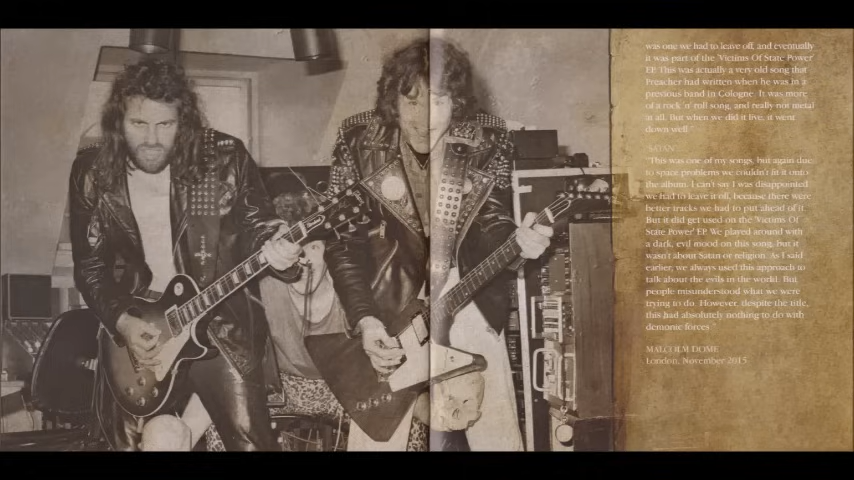 was one we had to leave off, and eventually
it was part of the 'Victims Of State Power'
EP. This was actually a very old song that
Preacher had written when he was in a
previous band in Cologne. It was more
of a rock 'n' roll song, and really not metal
at all. But when we did it live, it went
down well."
'SATAN'
"This was one of my songs, but again due
to space problems we couldn't fit it onto
the album. I can't say I was disappointed
we had to leave it off, because there were
better tracks we had to put ahead of it.
But it did get used on the 'Victims Of
State Power' EP. We played around with
a dark, evil mood on this song, but it
wasn't about Satan or religion. As I said
earlier, we always used this approach to
talk about the evils in the world. But
people misunderstood what we were
trying to do. However, despite the title,
this had absolutely nothing to do with
demonic forces."
MALCOLM DOME
London, November 2015